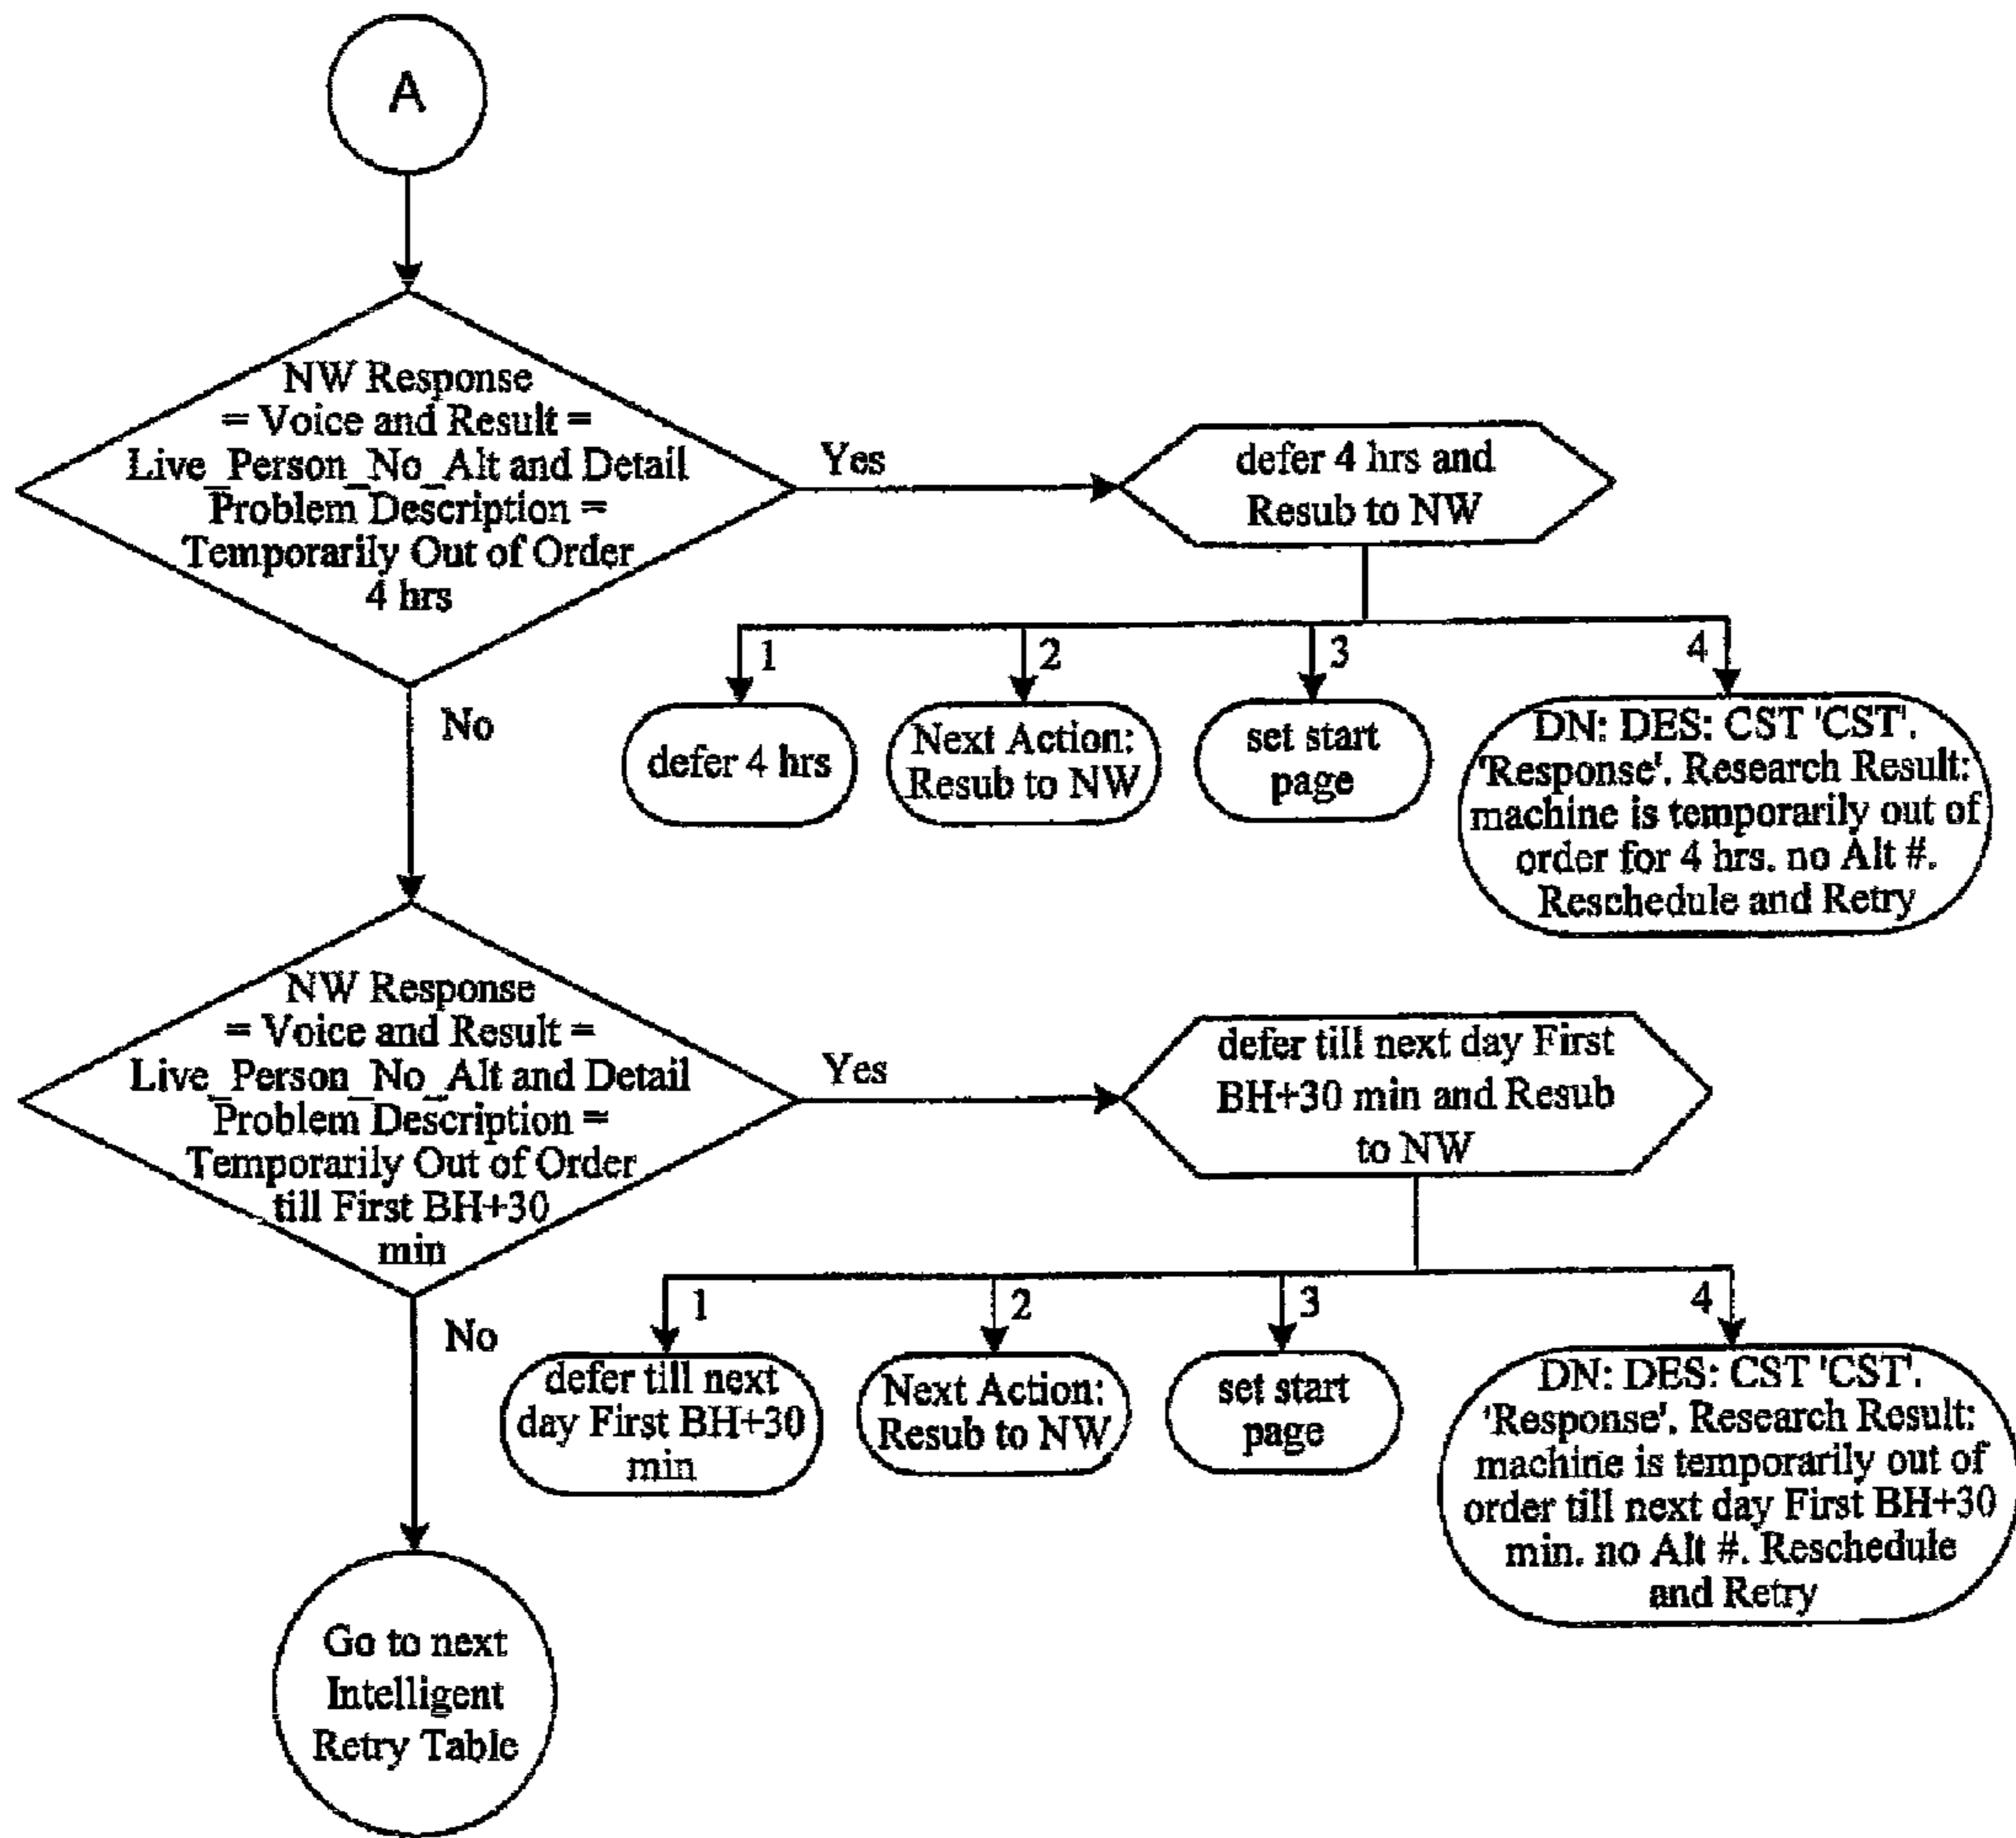 A
NW Response
= Voice and Result =
Live_Person_No_Alt and Detail
Problem Description =
Temporarily Out of Order
4 hrs
Yes
defer 4 hrs and
Resub to NW
1
2
3
4
defer 4 hrs
Next Action:
Resub to NW
set start
page
DN: DES: CST 'CST'.
'Response'. Research Result:
machine is temporarily out of
order for 4 hrs. no Alt #.
Reschedule and Retry
No
NW Response
= Voice and Result =
Live_Person_No_Alt and Detail
Problem Description =
Temporarily Out of Order
till First BH+30
min
Yes
defer till next day First
BH+30 min and Resub
to NW
1
2
3
4
defer till next
day First BH+30
min
Next Action:
Resub to NW
set start
page
DN: DES: CST 'CST'.
'Response'. Research Result:
machine is temporarily out of
order till next day First BH+30
min. no Alt #. Reschedule
and Retry
No
Go to next
Intelligent
Retry Table